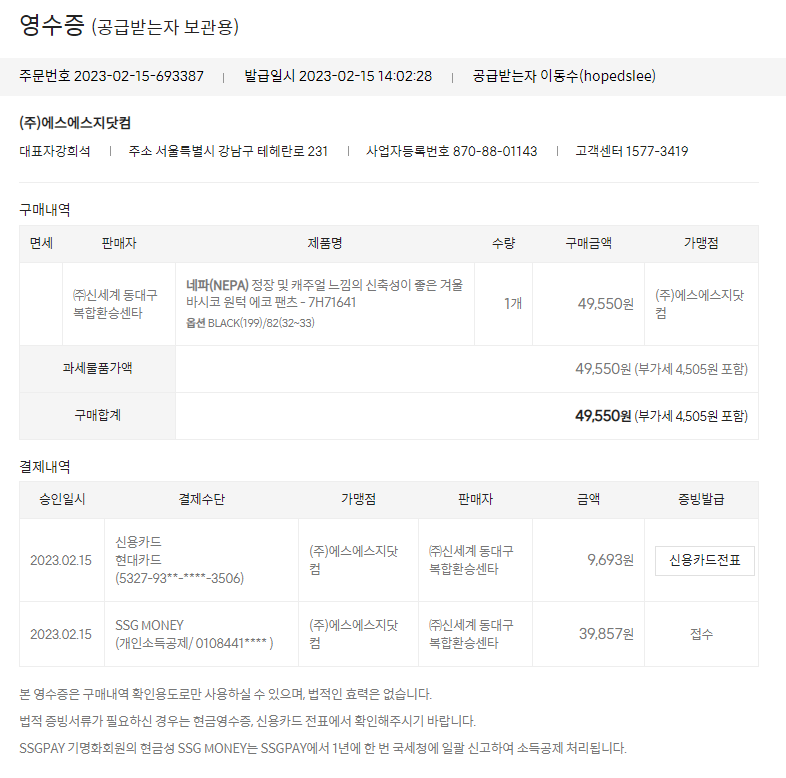 영수증 (공급받는자 보관용)
주문번호 2023-02-15-693387 | 발급일시 2023-02-15 14:02:28 | 공급받는자 이동수(hopedslee)
(주)에스에스지닷컴
대표자강희석 | 주소 서울특별시 강남구 테헤란로 231 | 사업자등록번호 870-88-01143 | 고객센터 1577-3419
구매내역
면세 판매자 제품명 수량 구매금액 가맹점
㈜신세계 동대구
복합환승센타
네파(NEPA) 정장 및 캐주얼 느낌의 신축성이 좋은 겨울
바시코 원턱 에코 팬츠 - 7H71641
옵션 BLACK(199)/82(32~33)
1개
49,550원
(주)에스에스지닷
컴
과세물품가액 49,550원 (부가세 4,505원 포함)
구매합계 49,550원 (부가세 4,505원 포함)
결제내역
승인일시 결제수단 가맹점 판매자 금액 증빙발급
2023.02.15
신용카드
현대카드
(5327-93**-****-3506)
(주)에스에스지닷
컴
㈜신세계 동대구
복합환승센타
9,693원
신용카드전표
2023.02.15
SSG MONEY
(개인소득공제/ 0108441**** )
(주)에스에스지닷
컴
㈜신세계 동대구
복합환승센타
39,857원
접수
본 영수증은 구매내역 확인용도로만 사용하실 수 있으며, 법적인 효력은 없습니다.
법적 증빙서류가 필요하신 경우는 현금영수증, 신용카드 전표에서 확인해주시기 바랍니다.
SSGPAY 기명화회원의 현금성 SSG MONEY는 SSGPAY에서 1년에 한 번 국세청에 일괄 신고하여 소득공제 처리됩니다.